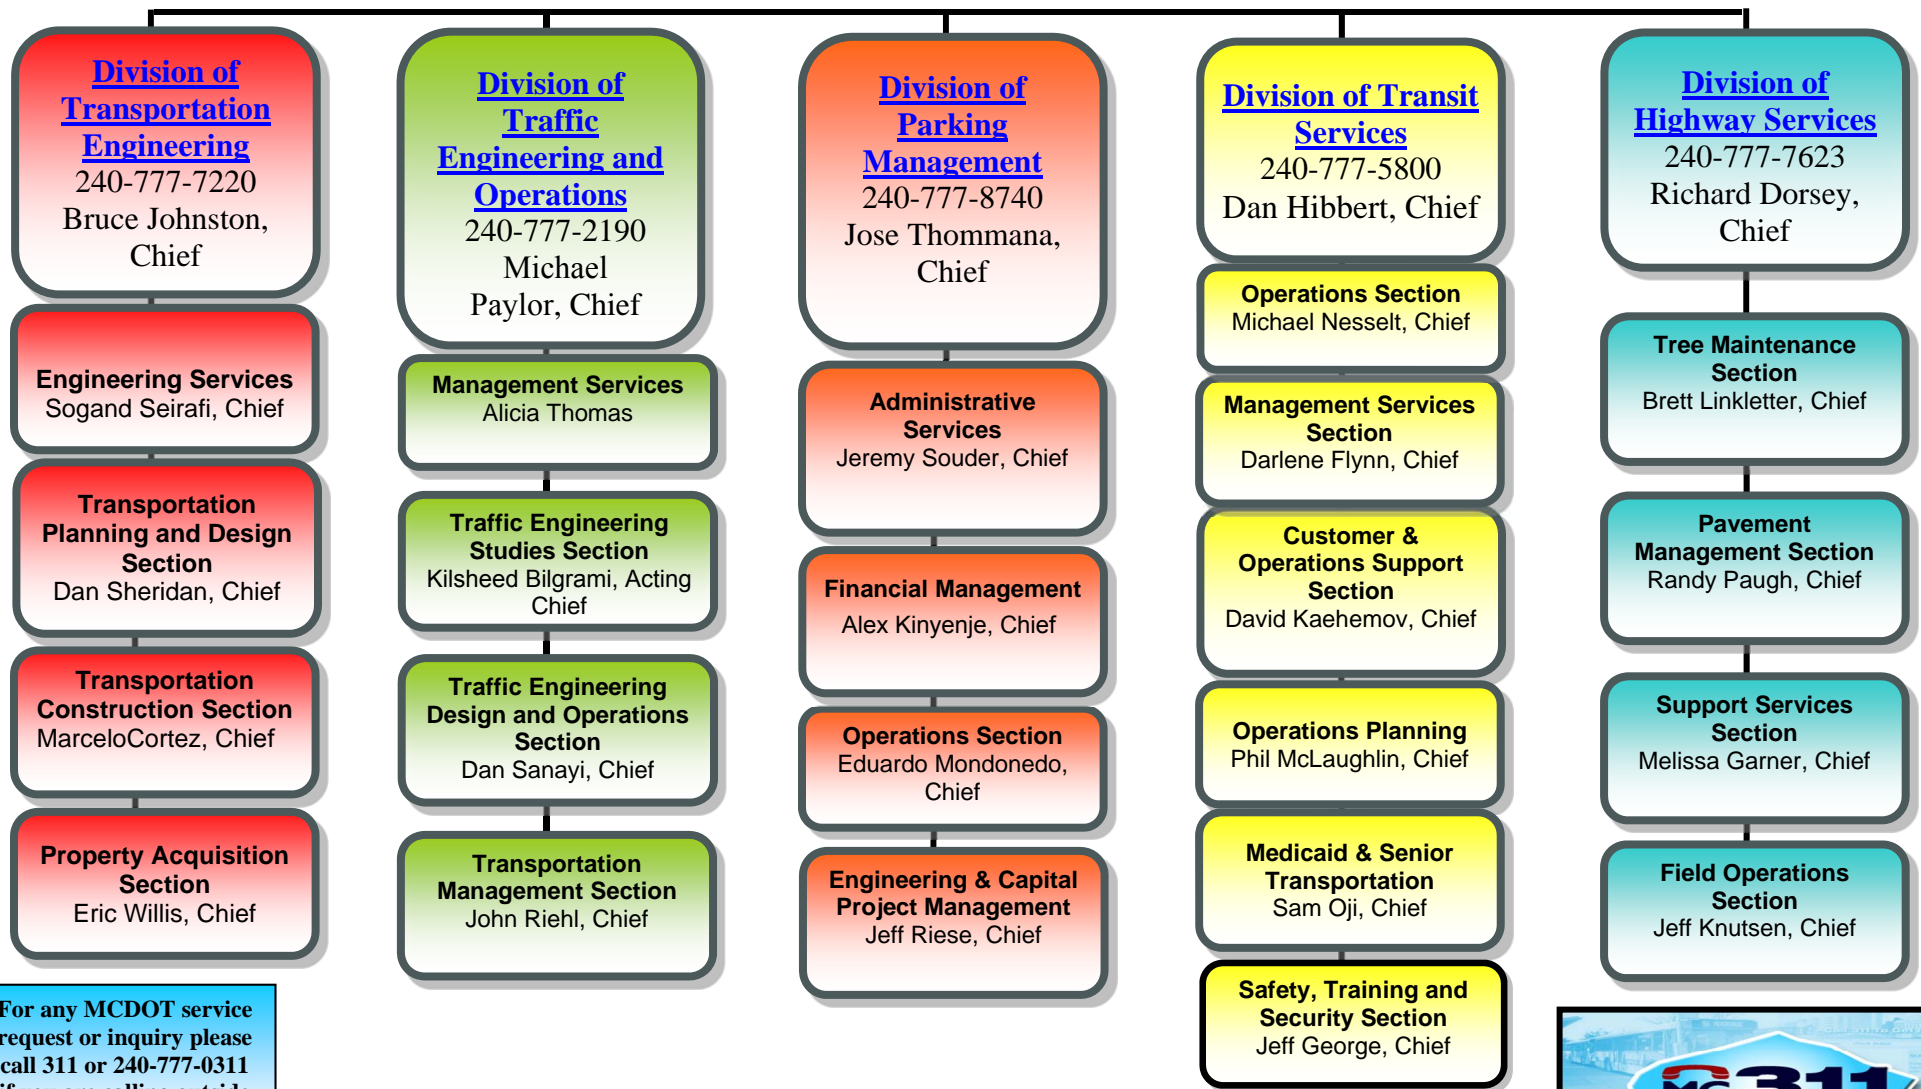 Division of
Transportation
Engineering
240-777-7220
Bruce Johnston,
Chief
Engineering Services
Sogand Seirafi, Chief
Transportation
Planning and Design
Section
Dan Sheridan, Chief
Transportation
Construction Section
MarceloCortez, Chief
Property Acquisition
Section
Eric Willis, Chief
For any MCDOT service
request or inquiry please
call 311 or 240-777-0311
if you are calling outside
Division of
Traffic
Engineering and
Operations
240-777-2190
Michael
Paylor, Chief
Management Services
Alicia Thomas
Traffic Engineering
Studies Section
Kilsheed Bilgrami, Acting
Chief
Traffic Engineering
Design and Operations
Section
Dan Sanayi, Chief
Transportation
Management Section
John Riehl, Chief
Division of
Parking
Management
240-777-8740
Jose Thommana,
Chief
Administrative
Services
Jeremy Souder, Chief
Financial Management
Alex Kinyenje, Chief
Operations Section
Eduardo Mondonedo,
Chief
Engineering & Capital
Project Management
Jeff Riese, Chief
Division of Transit
Services
240-777-5800
Dan Hibbert, Chief
Operations Section
Michael Nesselt, Chief
Management Services
Section
Darlene Flynn, Chief
Customer &
Operations Support
Section
David Kaehemov, Chief
Operations Planning
Phil McLaughlin, Chief
Medicaid & Senior
Transportation
Sam Oji, Chief
Safety, Training and
Security Section
Jeff George, Chief
Division of
Highway Services
240-777-7623
Richard Dorsey,
Chief
Tree Maintenance
Section
Brett Linkletter, Chief
Pavement
Management Section
Randy Paugh, Chief
Support Services
Section
Melissa Garner, Chief
Field Operations
Section
Jeff Knutsen, Chief
MC311